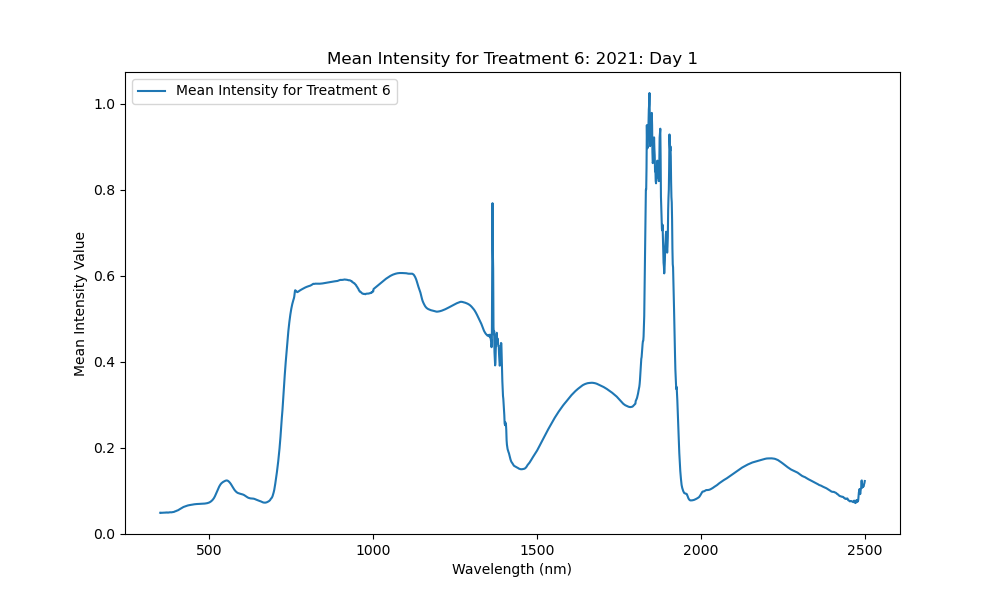 Mean Intensity for Treatment 6: 2021: Day 1
Mean Intensity for Treatment 6
1.0
0.8
0.6
0.4
0.2
0.0
Mean Intensity Value
500 1000 1500 2000 2500
Wavelength (nm)